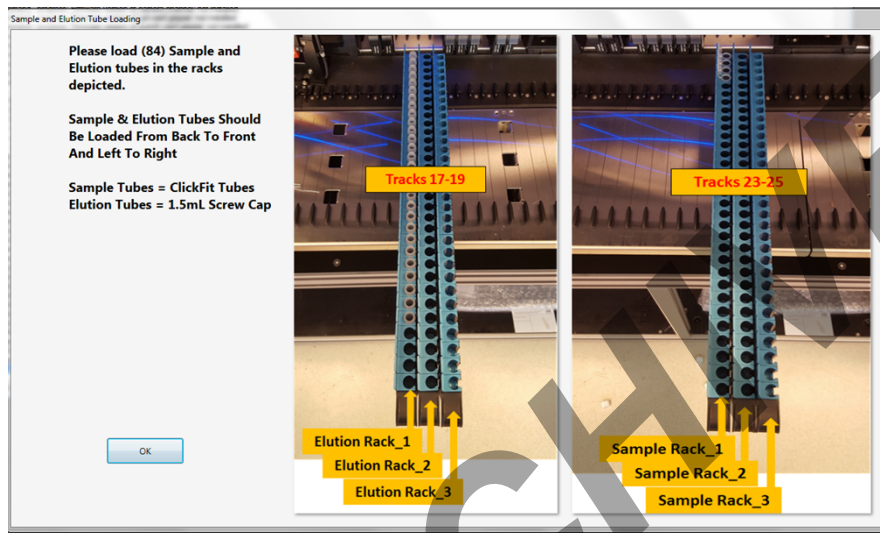 Sample and Elution Tube Loading
Please load (84) Sample and
Elution tubes in the racks
depicted.
Sample & Elution Tubes Should
Be Loaded From Back To Front
And Left To Right
Sample Tubes = ClickFit Tubes
Elution Tubes = 1.5mL Screw Cap
OK
Tracks 17-19
Elution Rack_1
Elution Rack_2
Elution Rack_3
Tracks 23-25
Sample Rack_1
Sample Rack_2
Sample Rack_3